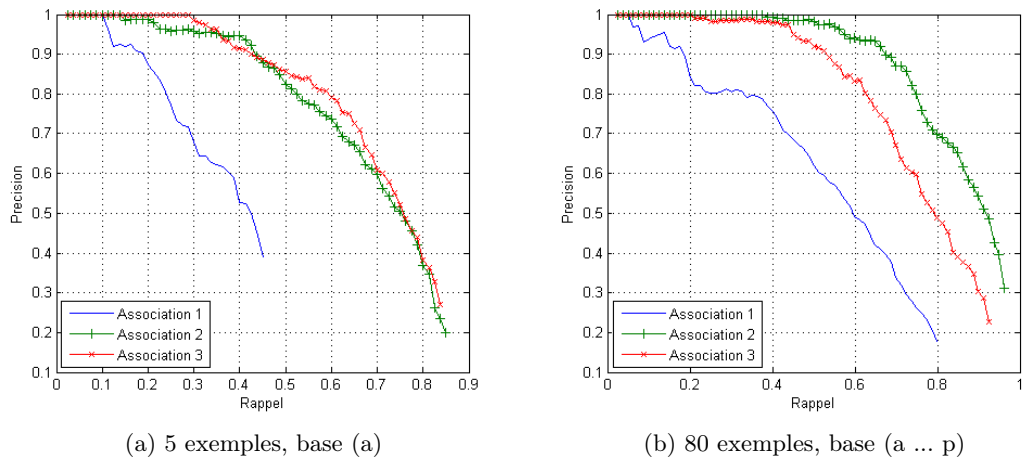 1
0.9
0.8
0.7
0.6
0.5
0.4
0.3
0.2
0.1
Precision
Association 1
Association 2
Association 3
0 0.1 0.2 0.3 0.4 0.5 0.6 0.7 0.8 0.9
Rappel
(a) 5 exemples, base (a)
1
0.9
0.8
0.7
0.6
0.5
0.4
0.3
0.2
0.1
Precision
Association 1
Association 2
Association 3
0 0.2 0.4 0.6 0.8 1
Rappel
(b) 80 exemples, base (a ... p)